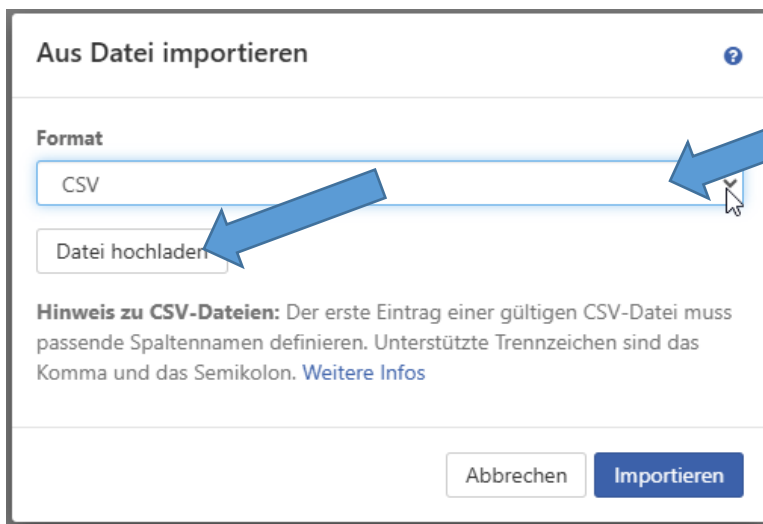 Aus Datei importieren
Format
CSV
Datei hochladen
Hinweis zu CSV-Dateien: Der erste Eintrag einer gültigen CSV-Datei muss
passende Spaltennamen definieren. Unterstützte Trennzeichen sind das
Komma und das Semikolon. Weitere Infos
Abbrechen
Importieren